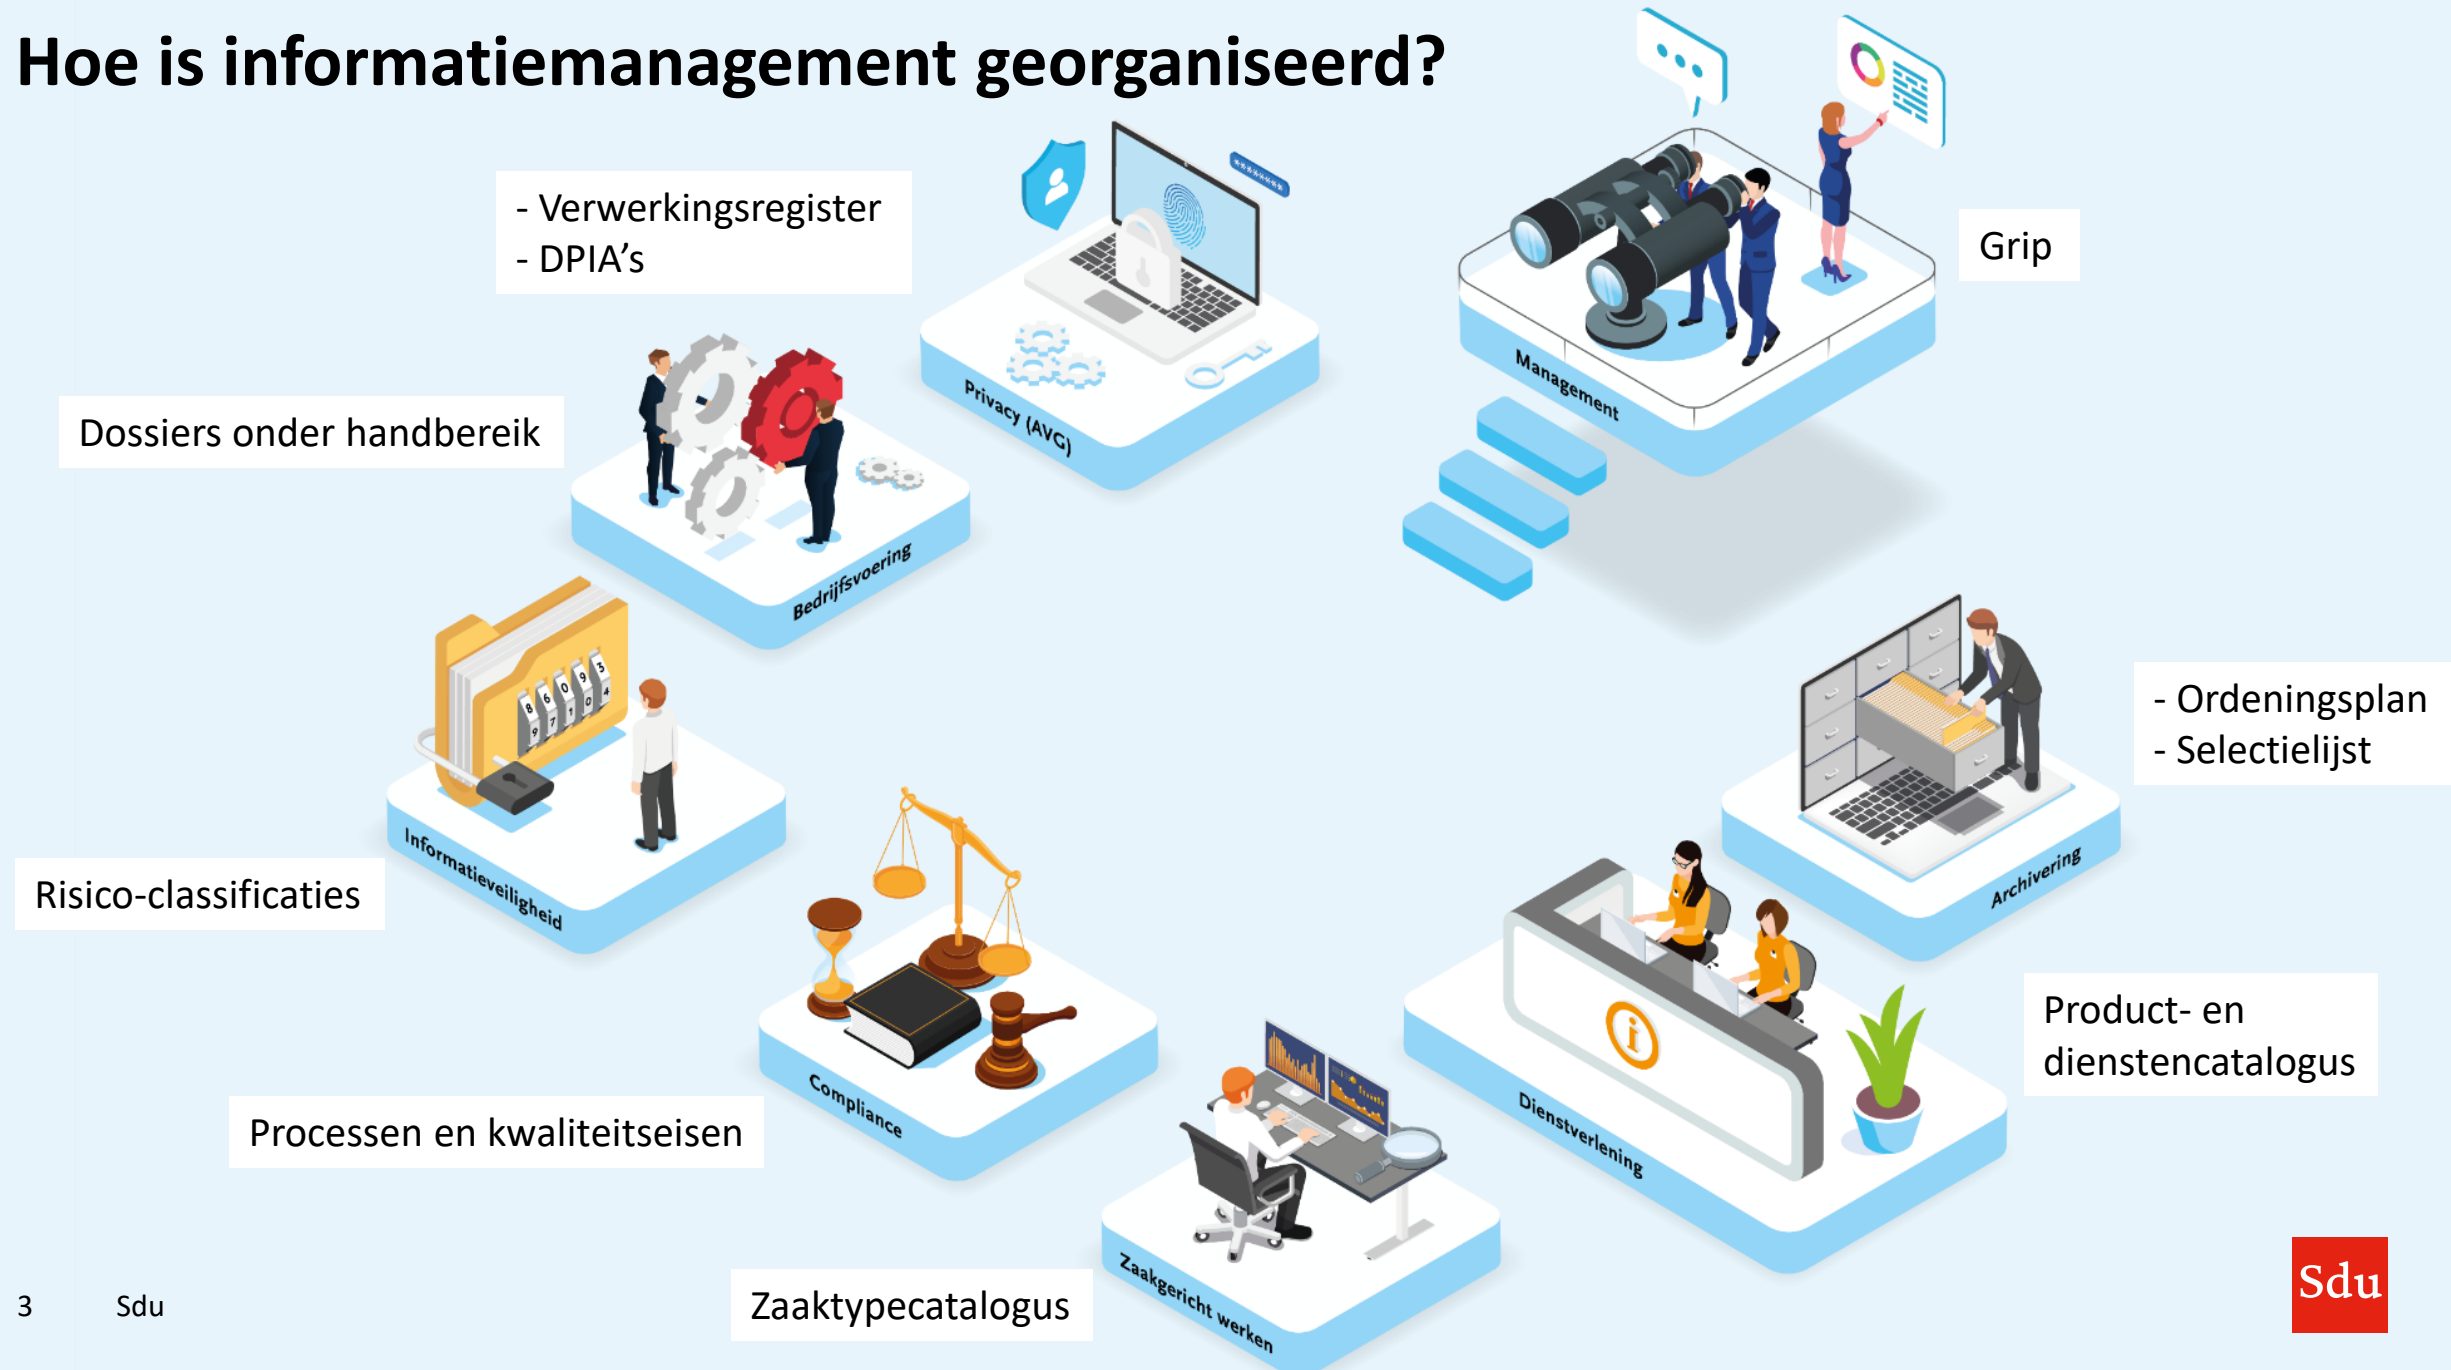 Hoe is informatiemanagement georganiseerd?
- Verwerkingsregister
- DPIA’s
Privacy (AVG)
********
Grip
Management
Dossiers onder handbereik
Bedrijfsvoering
Risico-classificaties
Informatieveiligheid
- Ordeningsplan
- Selectielijst
Archivering
Product- en
dienstencatalogus
Dienstverlening
i
Processen en kwaliteitseisen
Compliance
Zaaktypecatalogus
Zaakgericht werken
3 Sdu
Sdu